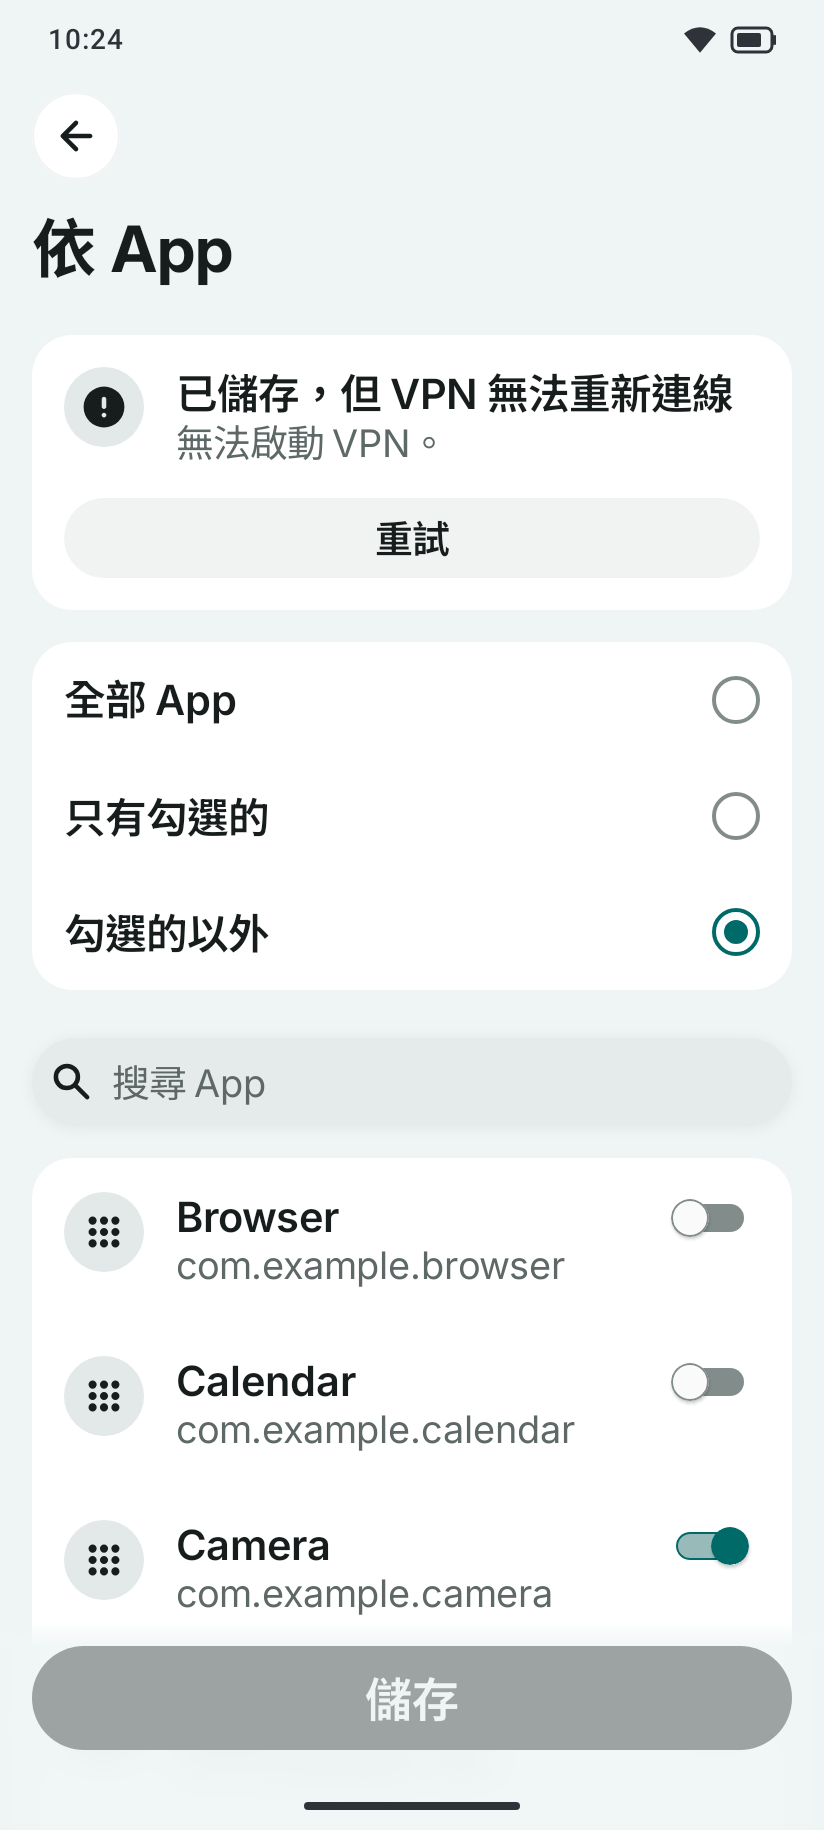 10:24
依 App
已儲存，但 VPN 無法重新連線
無法啟動 VPN。
重試
全部 App
只有勾選的
勾選的以外
搜尋 App
Browser
com.example.browser
Calendar
com.example.calendar
Camera
com.example.camera
儲存